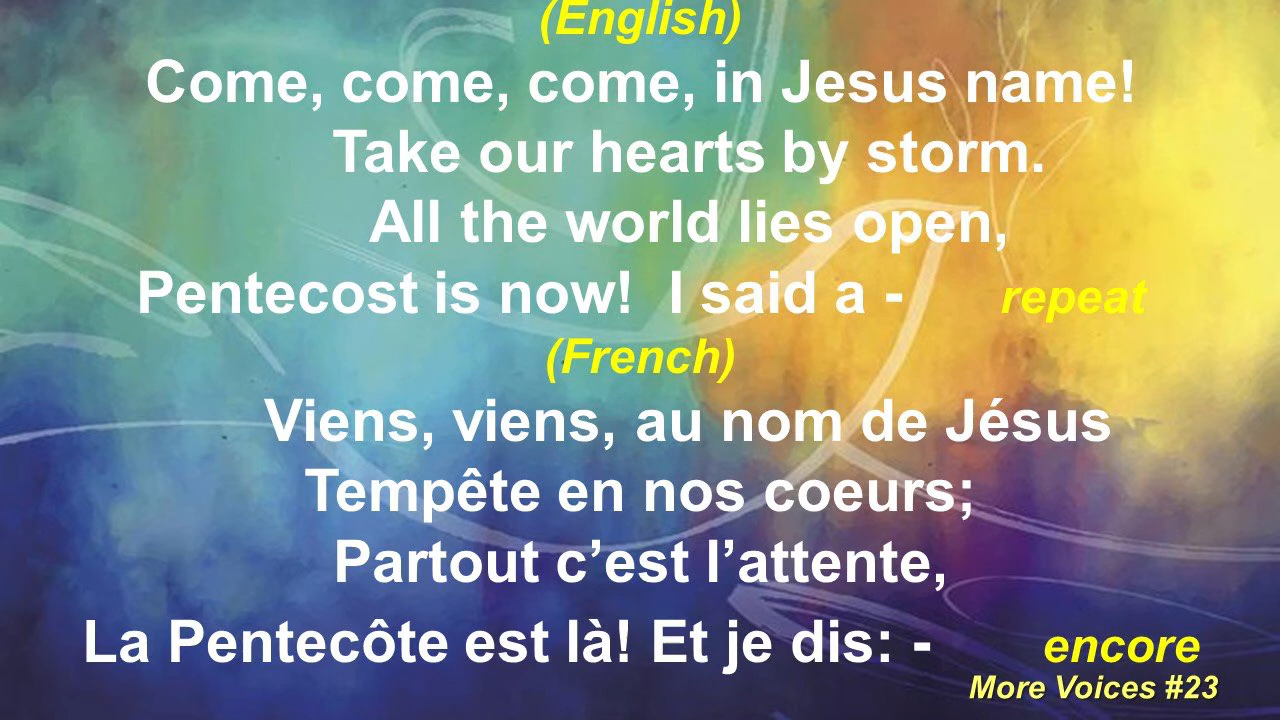 (English)
Come, come, come, in Jesus name!
Take our hearts by storm.
All the world lies open,
Pentecost is now! I said a - repeat
(French)
Viens, viens, au nom de Jésus
Tempête en nos coeurs;
Partout c’est l’attente,
La Pentecôte est là! Et je dis: - encore
More Voices #23